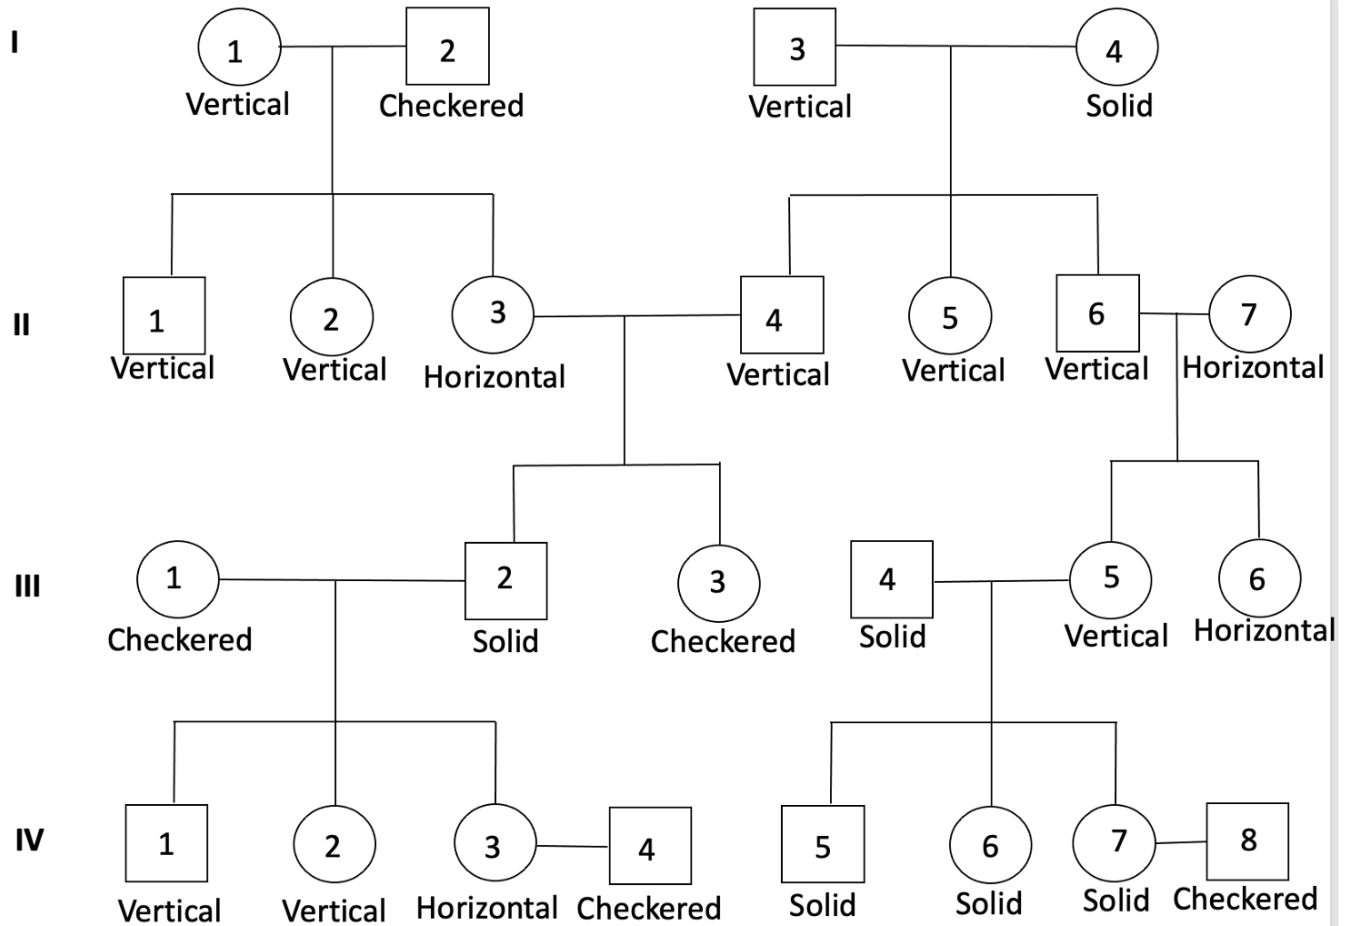 I
1
2
3
4
Vertical
Checkered
Vertical
Solid
II
1
2
3
4
5
6
7
Vertical
Vertical
Horizontal
Vertical
Vertical
Vertical
Horizontal
III
1
2
3
4
5
6
Checkered
Solid
Checkered
Solid
Vertical
Horizontal
IV
1
2
3
4
5
6
7
8
Vertical
Vertical
Horizontal
Checkered
Solid
Solid
Solid
Checkered